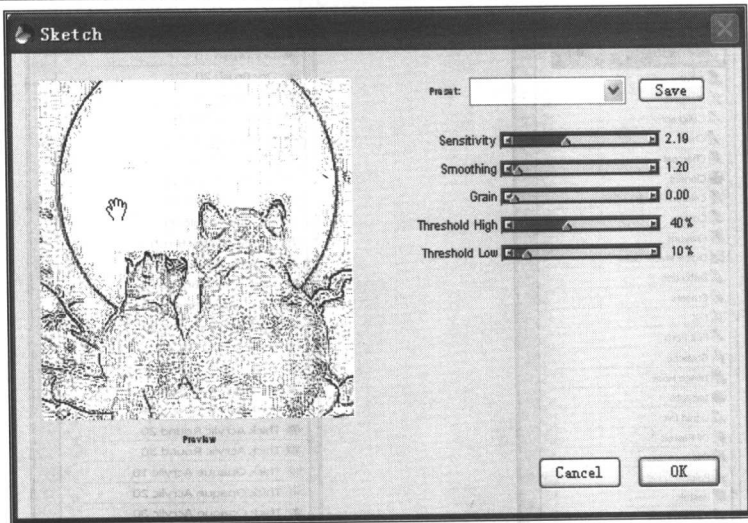 Sketch
Preset:
Save
Sensitivity 2.19
Smoothing 1.20
Grain 0.00
Threshold High 40%
Threshold Low 10%
Preview
Cancel OK